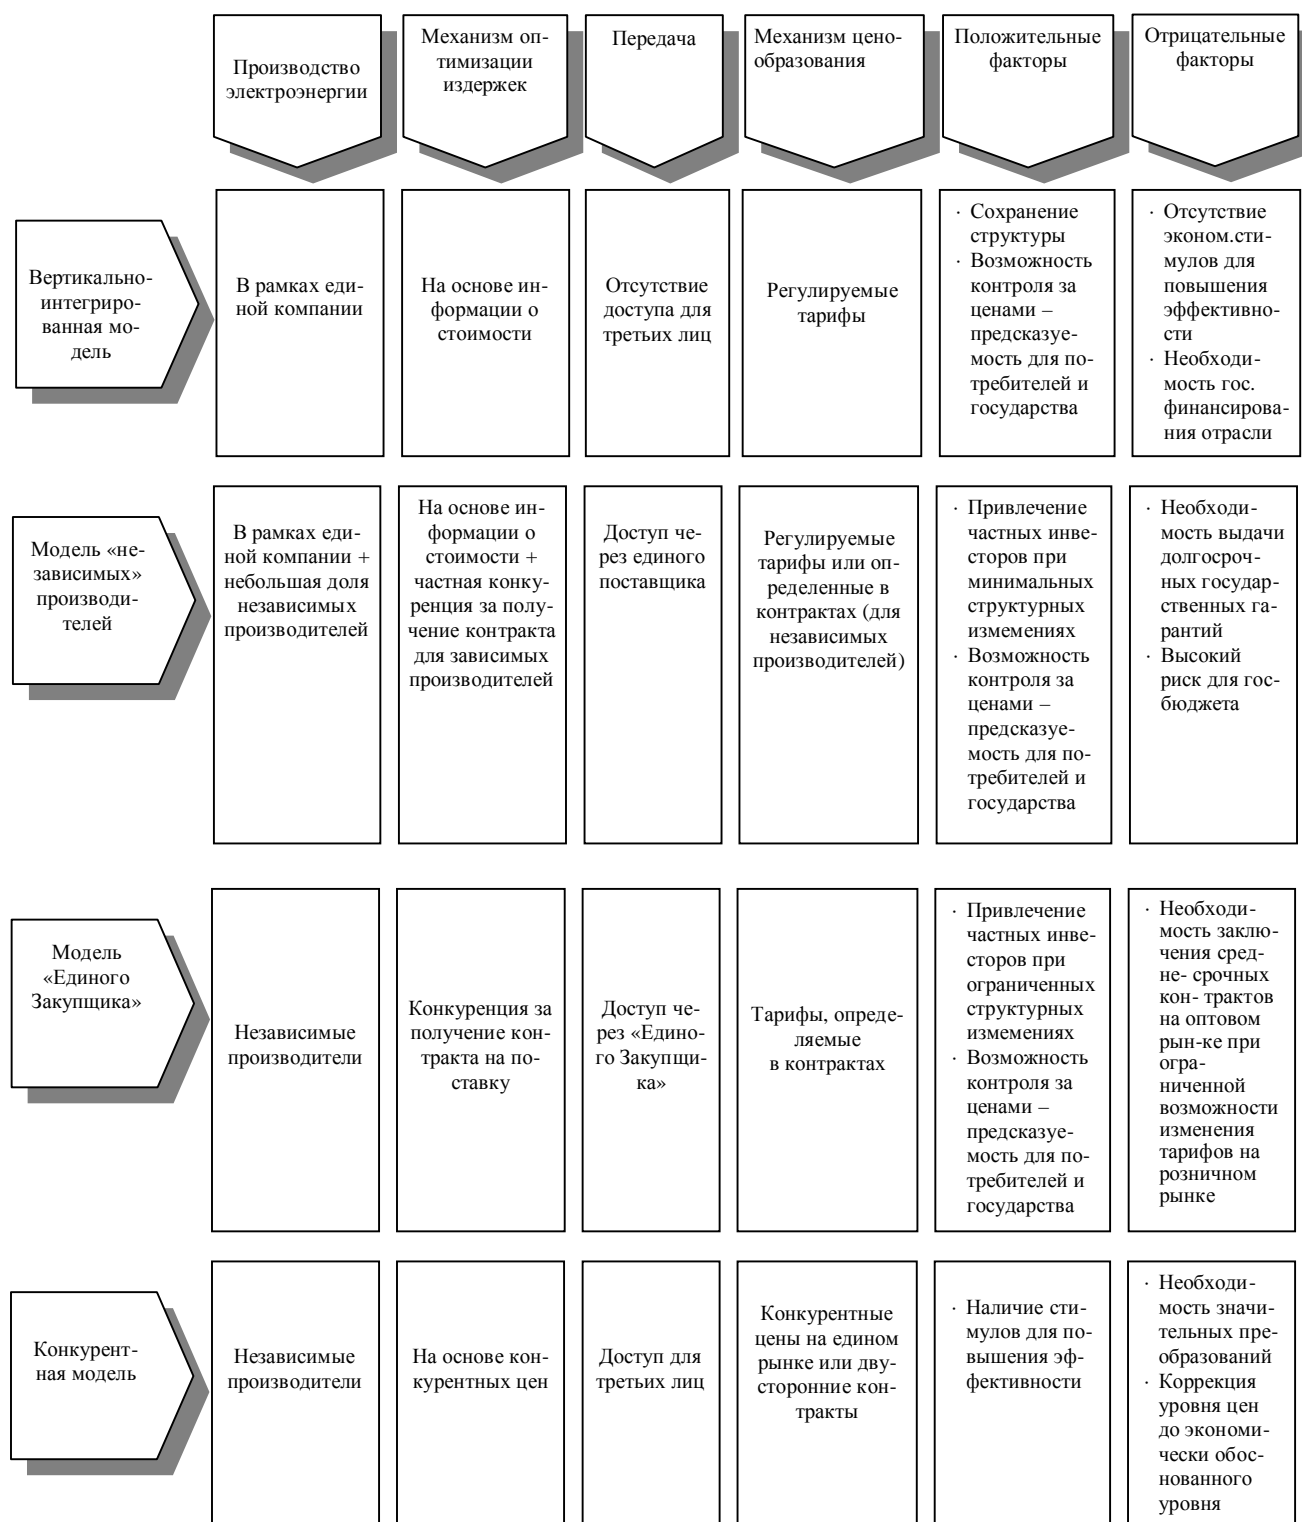 Производство
электроэнергии
Механизм оп-
тимизации
издержек
Передача
Механизм цено-
образования
Положительные
факторы
Отрицательные
факторы
Вертикально-
интегриро-
ванная мо-
дель
В рамках еди-
ной компании
На основе ин-
формации о
стоимости
Отсутствие
доступа для
третьих лиц
Регулируемые
тарифы
· Сохранение
структуры
· Возможность
контроля за
ценами –
предсказуе-
мость для по-
требителей и
государства
· Отсутствие
эконом.сти-
мулов для
повышения
эффективно-
сти
· Необходи-
мость гос.
финансирова-
ния отрасли
Модель «не-
зависимых»
производи-
телей
В рамках еди-
ной компании +
небольшая доля
независимых
производителей
На основе ин-
формации о
стоимости +
частная конку-
ренция за полу-
чение контракта
для зависимых
производителей
Доступ че-
рез единого
поставщика
Регулируемые
тарифы или оп-
ределенные в
контрактах (для
независимых
производителей)
· Привлечение
частных инве-
сторов при
минимальных
структурных
измемениях
· Возможность
контроля за
ценами –
предсказуе-
мость для по-
требителей и
государства
· Необходи-
мость выдачи
долгосроч-
ных государ-
ственных га-
рантий
· Высокий
риск для гос-
бюджета
Модель
«Единого
Закупщика»
Независимые
производители
Конкуренция за
получение кон-
тракта на по-
ставку
Доступ че-
рез «Едино-
го Закупщи-
ка»
Тарифы, опреде-
ляемые
в контрактах
· Привлечение
частных инве-
сторов при
ограниченных
структурных
измемениях
· Возможность
контроля за
ценами –
предсказуе-
мость для по-
требителей и
государства
· Необходи-
мость заклю-
чения сред-
не- срочных
кон- трактов
на оптовом
рын-ке при
огра-
ниченной
возможности
изменения
тарифов на
розничном
рынке
Конкурент-
ная модель
Независимые
производители
На основе кон-
курентных цен
Доступ для
третьих лиц
Конкурентные
цены на едином
рынке или дву-
сторонние кон-
тракты
· Наличие сти-
мулов для по-
вышения эф-
фективности
· Необходи-
мость значи-
тельных пре-
образований
· Коррекция
уровня цен
до экономи-
чески обос-
нованного
уровня